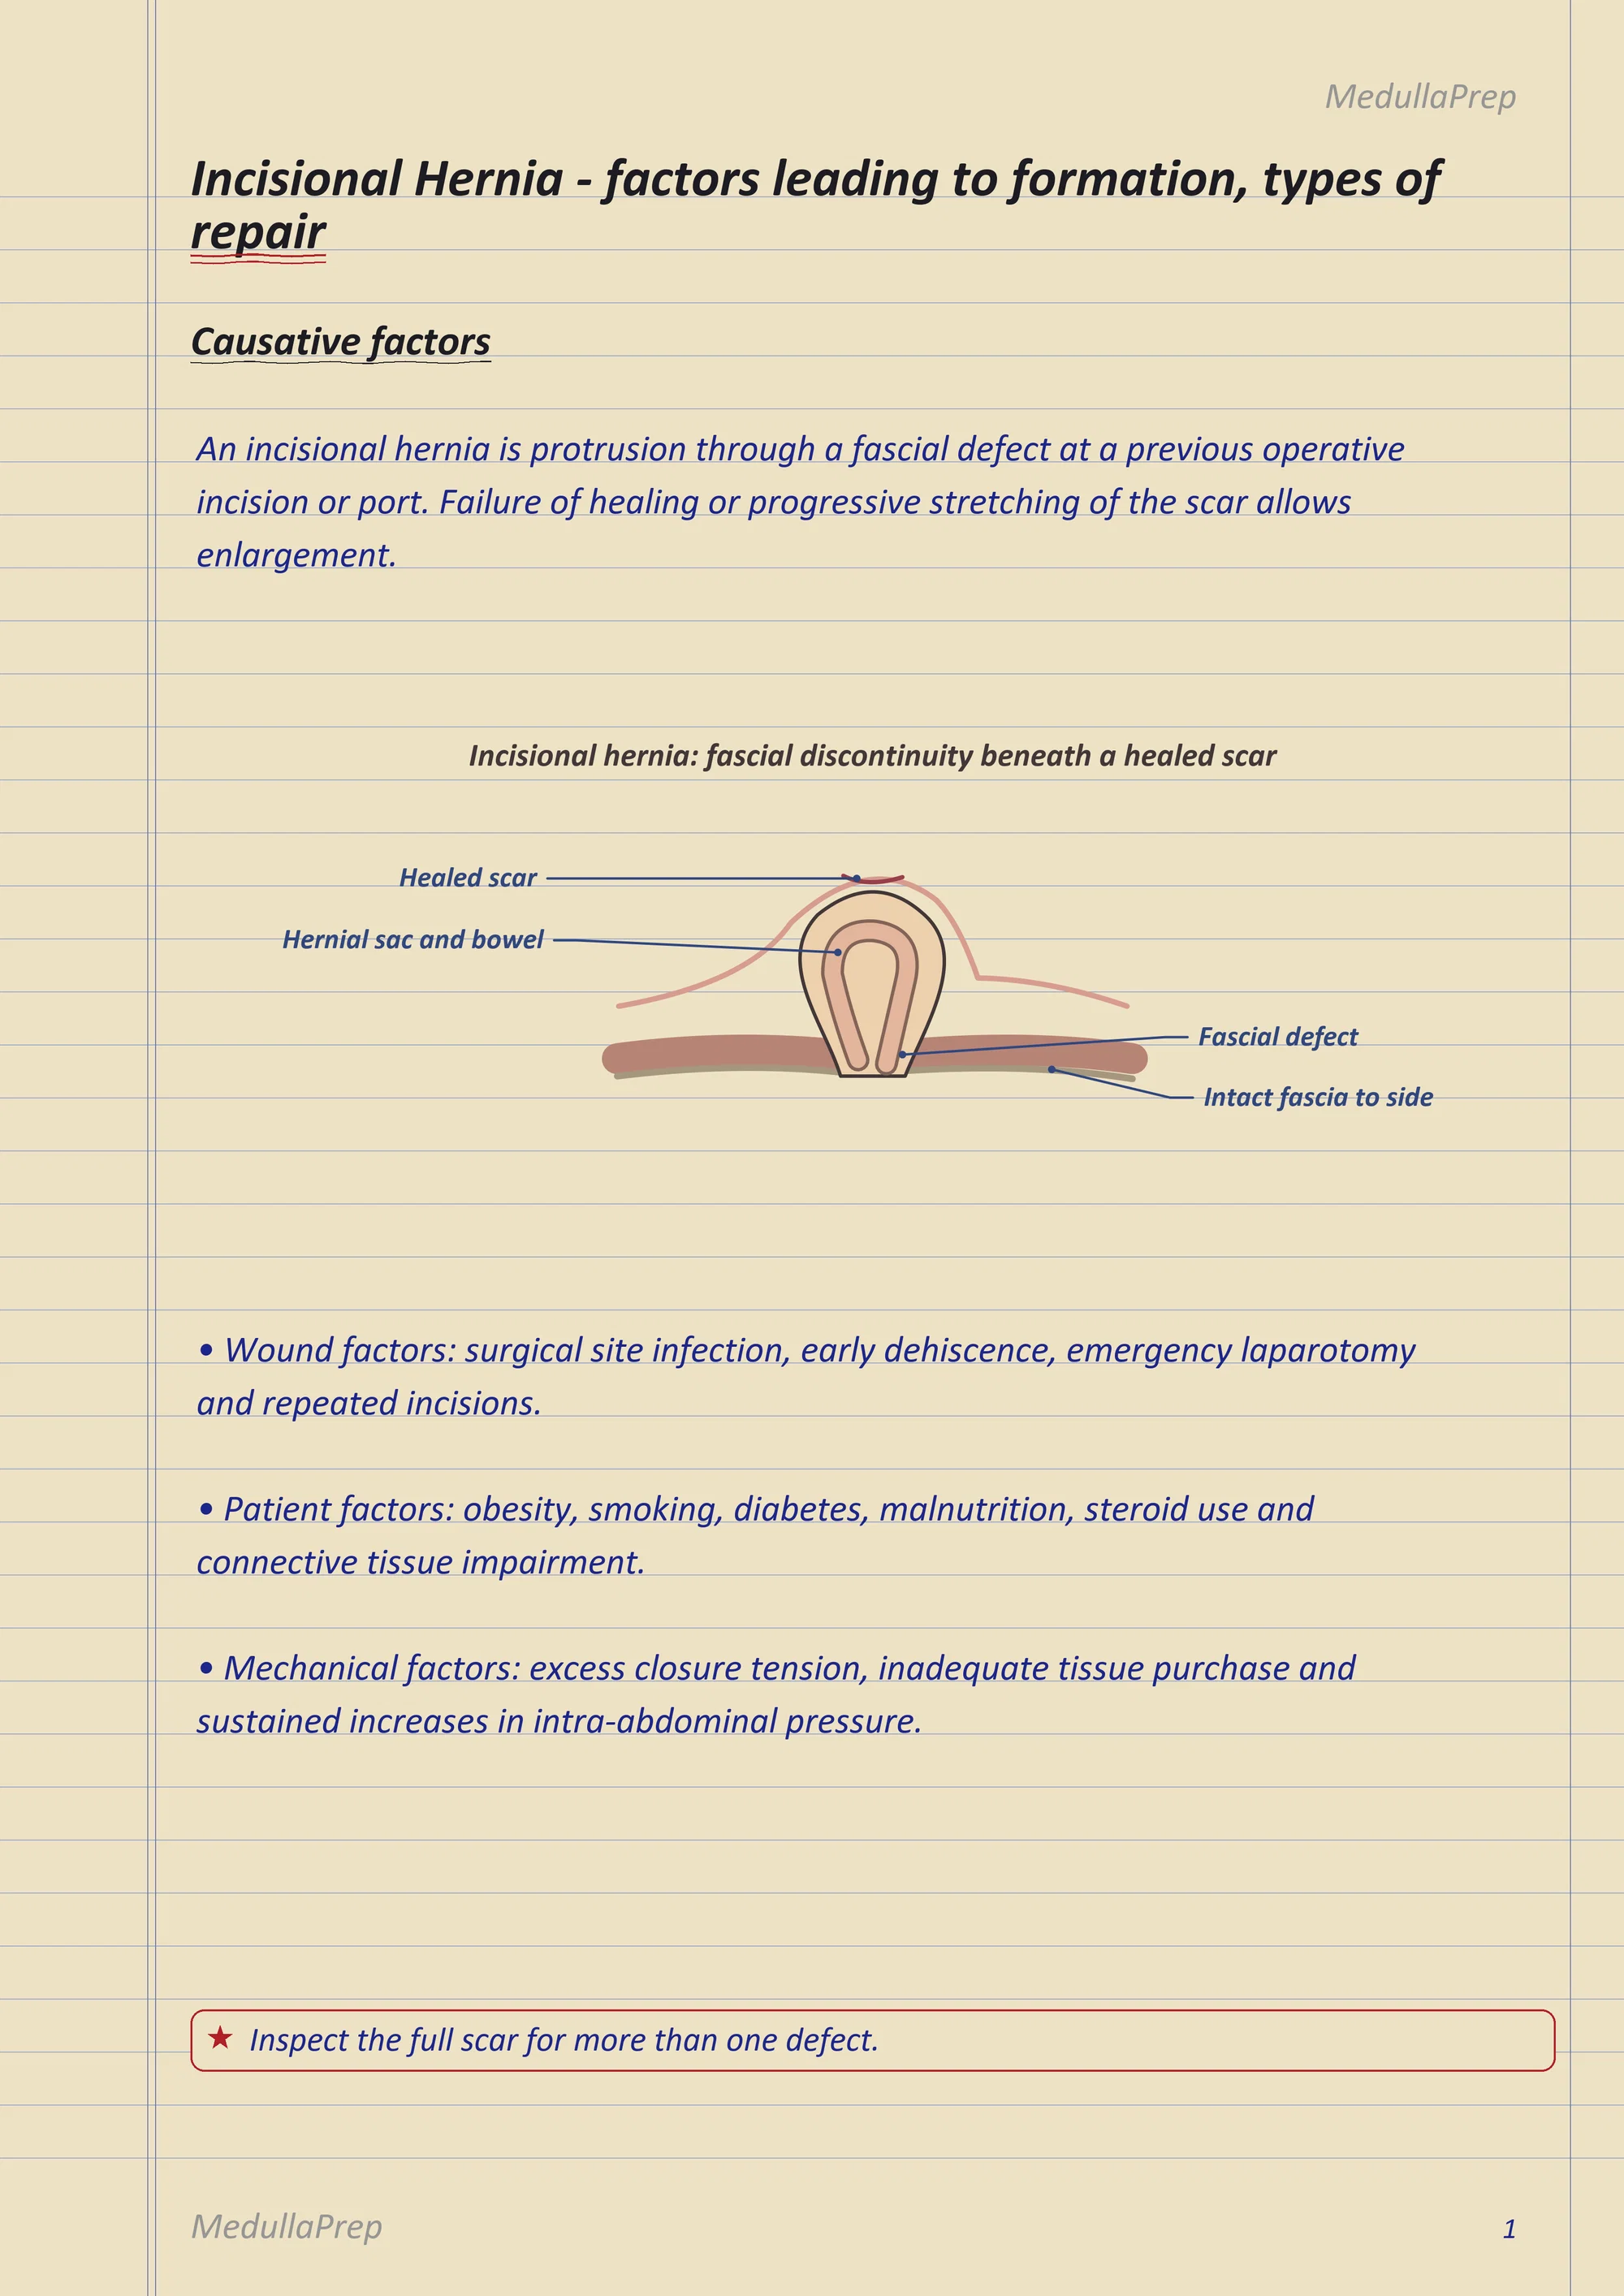 MedullaPrep
Incisional Hernia - factors leading to formation, types of
repair
Causative factors
An incisional hernia is protrusion through a fascial defect at a previous operative
incision or port. Failure of healing or progressive stretching of the scar allows
enlargement.
Incisional hernia: fascial discontinuity beneath a healed scar
Healed scar
Hernial sac and bowel
Fascial defect
Intact fascia to side
• Wound factors: surgical site infection, early dehiscence, emergency laparotomy
and repeated incisions.
• Patient factors: obesity, smoking, diabetes, malnutrition, steroid use and
connective tissue impairment.
• Mechanical factors: excess closure tension, inadequate tissue purchase and
sustained increases in intra-abdominal pressure.
★ Inspect the full scar for more than one defect.
MedullaPrep
1